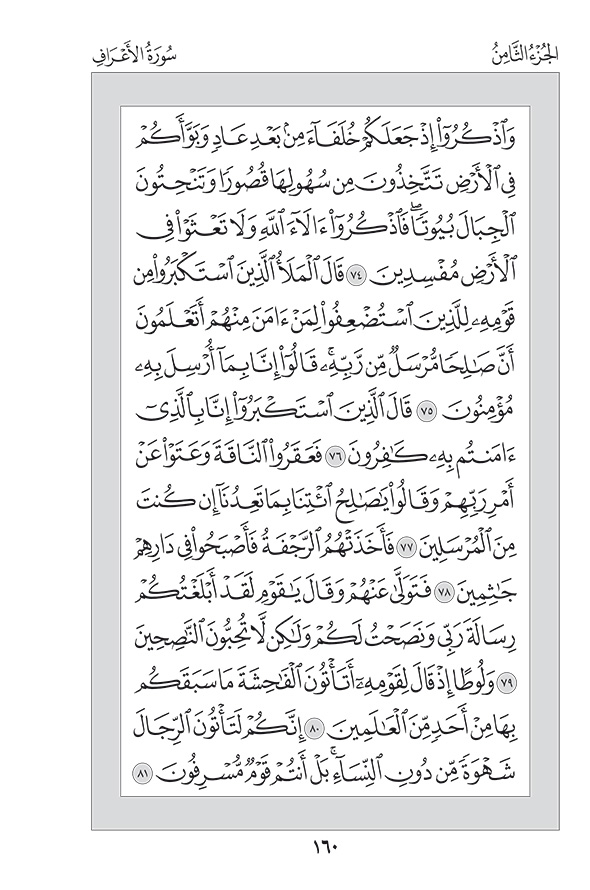 الجُزْءُ الثَّامِنُ
سُورَةُ الأَعْرَافِ
وَٱذْكُرُوٓا۟ إِذْ جَعَلَكُمْ خُلَفَآءَ مِنۢ بَعْدِ عَادٍ وَبَوَّأَكُمْ
فِى ٱلْأَرْضِ تَتَّخِذُونَ مِن سُهُولِهَا قُصُورًا وَتَنْحِتُونَ
ٱلْجِبَالَ بُيُوتًا ۖ فَٱذْكُرُوٓا۟ ءَالَآءَ ٱللَّهِ وَلَا تَعْثَوْا۟ فِى
ٱلْأَرْضِ مُفْسِدِينَ ٧٤ قَالَ ٱلْمَلَأُ ٱلَّذِينَ ٱسْتَكْبَرُوا۟ مِن
قَوْمِهِۦ لِلَّذِينَ ٱسْتُضْعِفُوا۟ لِمَنْ ءَامَنَ مِنْهُمْ أَتَعْلَمُونَ
أَنَّ صَٰلِحًا مُّرْسَلٌ مِّن رَّبِّهِۦ ۚ قَالُوٓا۟ إِنَّا بِمَآ أُرْسِلَ بِهِۦ
مُؤْمِنُونَ ٧٥ قَالَ ٱلَّذِينَ ٱسْتَكْبَرُوٓا۟ إِنَّا بِٱلَّذِىٓ
ءَامَنتُم بِهِۦ كَٰفِرُونَ ٧٦ فَعَقَرُوا۟ ٱلنَّاقَةَ وَعَتَوْا۟ عَنْ
أَمْرِ رَبِّهِمْ وَقَالُوا۟ يَٰصَٰلِحُ ٱئْتِنَا بِمَا تَعِدُنَآ إِن كُنتَ
مِنَ ٱلْمُرْسَلِينَ ٧٧ فَأَخَذَتْهُمُ ٱلرَّجْفَةُ فَأَصْبَحُوا۟ فِى دَارِهِمْ
جَٰثِمِينَ ٧٨ فَتَوَلَّىٰ عَنْهُمْ وَقَالَ يَٰقَوْمِ لَقَدْ أَبْلَغْتُكُمْ
رِسَالَةَ رَبِّى وَنَصَحْتُ لَكُمْ وَلَٰكِن لَّا تُحِبُّونَ ٱلنَّٰصِحِينَ
٧٩ وَلُوطًا إِذْ قَالَ لِقَوْمِهِۦٓ أَتَأْتُونَ ٱلْفَٰحِشَةَ مَا سَبَقَكُم
بِهَا مِنْ أَحَدٍ مِّنَ ٱلْعَٰلَمِينَ ٨٠ إِنَّكُمْ لَتَأْتُونَ ٱلرِّجَالَ
شَهْوَةً مِّن دُونِ ٱلنِّسَآءِ ۚ بَلْ أَنتُمْ قَوْمٌ مُّسْرِفُونَ ٨١
١٦٠